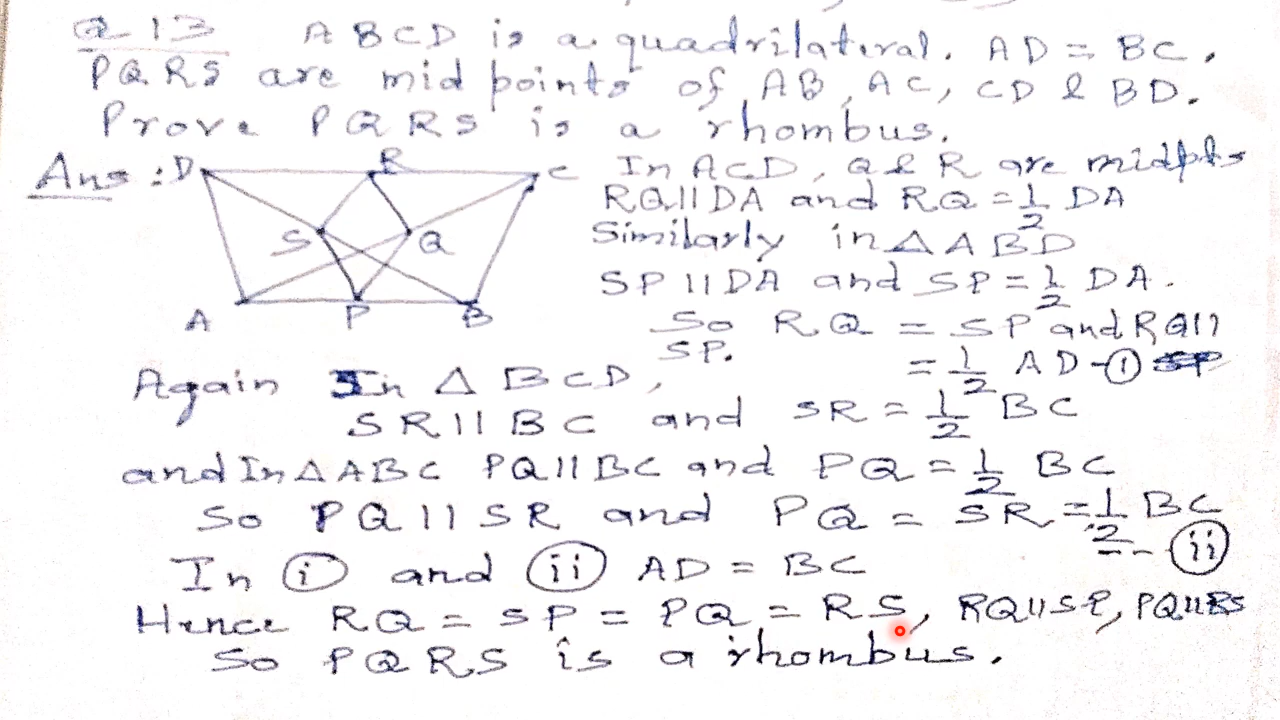 Q 13 ABCD is a quadrilateral. AD = BC.
PQRS are mid points of AB, AC, CD & BD.
Prove PQRS is a rhombus.
Ans: D R C In ACD, Q & R are midpts
RQ || DA and RQ = 1/2 DA
S Q Similarly in △ABD
SP || DA and SP = 1/2 DA.
A P B So RQ = SP and RQ ||
SP. = 1/2 AD - (i) SP
Again In △ BCD,
SR || BC and SR = 1/2 BC
and In △ ABC PQ || BC and PQ = 1/2 BC
So PQ || SR and PQ = SR = 1/2 BC
-- (ii)
In (i) and (ii) AD = BC
Hence RQ = SP = PQ = RS, RQ || SP, PQ || RS
So PQRS is a rhombus.